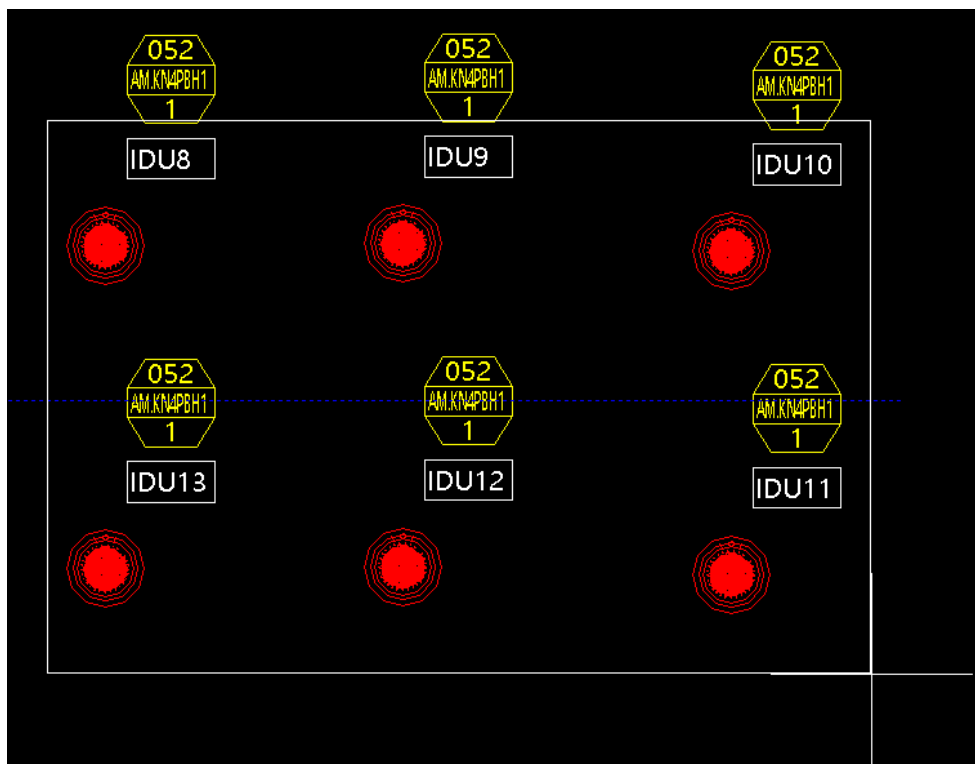 052
AM.KN4PBH1
1
IDU8
052
AM.KN4PBH1
1
IDU9
052
AM.KN4PBH1
1
IDU10
052
AM.KN4PBH1
1
IDU13
052
AM.KN4PBH1
1
IDU12
052
AM.KN4PBH1
1
IDU11